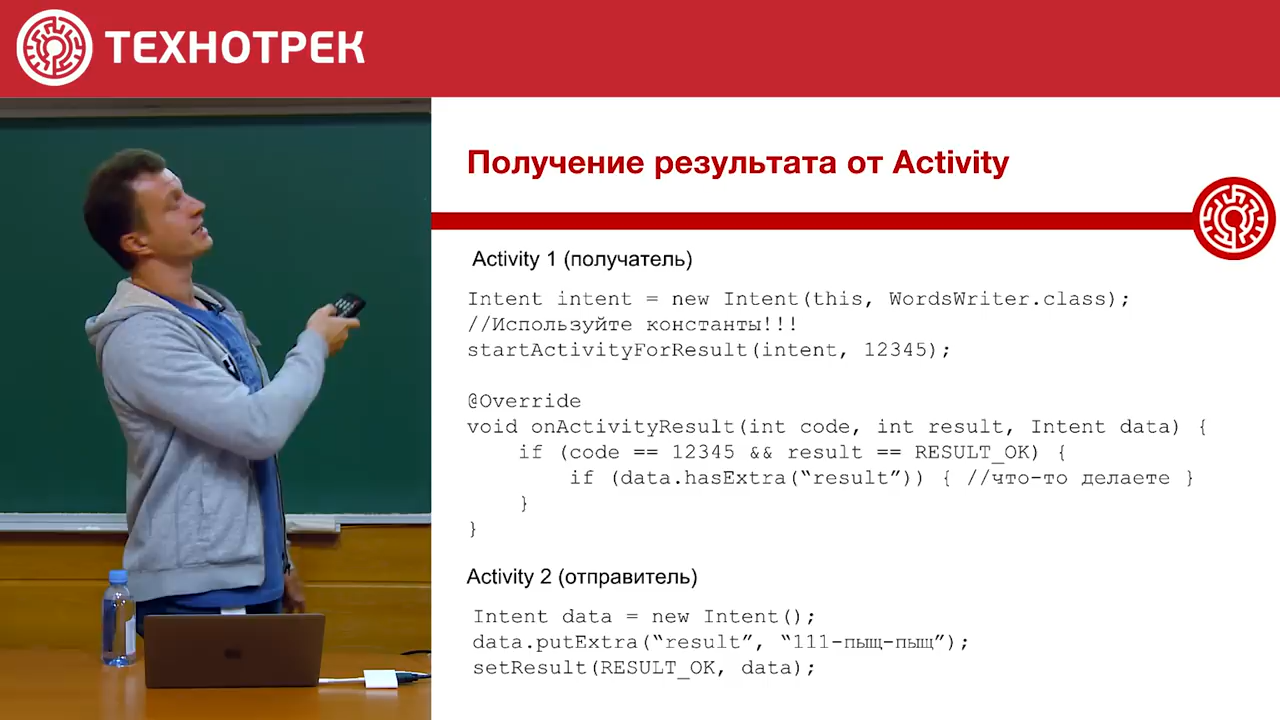 ТЕХНОТРЕК
Получение результата от Activity
Activity 1 (получатель)
Intent intent = new Intent(this, WordsWriter.class);
//Используйте константы!!!
startActivityForResult(intent, 12345);
@Override
void onActivityResult(int code, int result, Intent data) {
if (code == 12345 && result == RESULT_OK) {
if (data.hasExtra(“result”)) { //что-то делаете }
}
}
Activity 2 (отправитель)
Intent data = new Intent();
data.putExtra(“result”, “111-пыщ-пыщ”);
setResult(RESULT_OK, data);